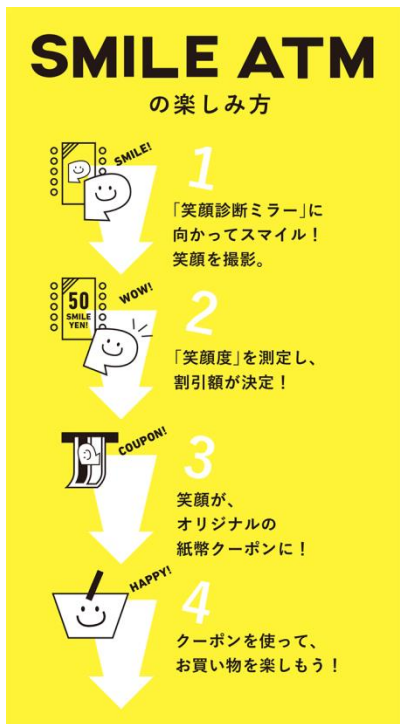 SMILE ATM
の楽しみ方
SMILE!
1
「笑顔診断ミラー」に
向かってスマイル！
笑顔を撮影。
50
SMILE
YEN!
WOW!
2
「笑顔度」を測定し、
割引額が決定！
COUPON!
3
笑顔が、
オリジナルの
紙幣クーポンに！
HAPPY!
4
クーポンを使って、
お買い物を楽しもう！